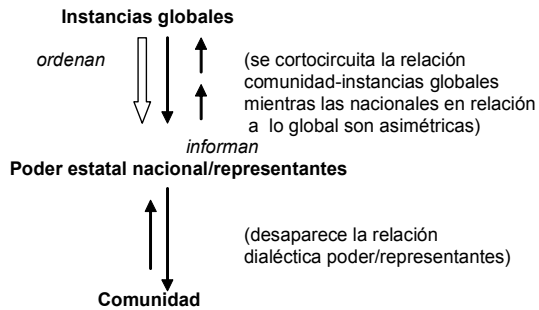 Instancias globales
ordenan
(se cortocircuita la relación
comunidad-instancias globales
mientras las nacionales en relación
a lo global son asimétricas)
informan
Poder estatal nacional/representantes
(desaparece la relación
dialéctica poder/representantes)
Comunidad